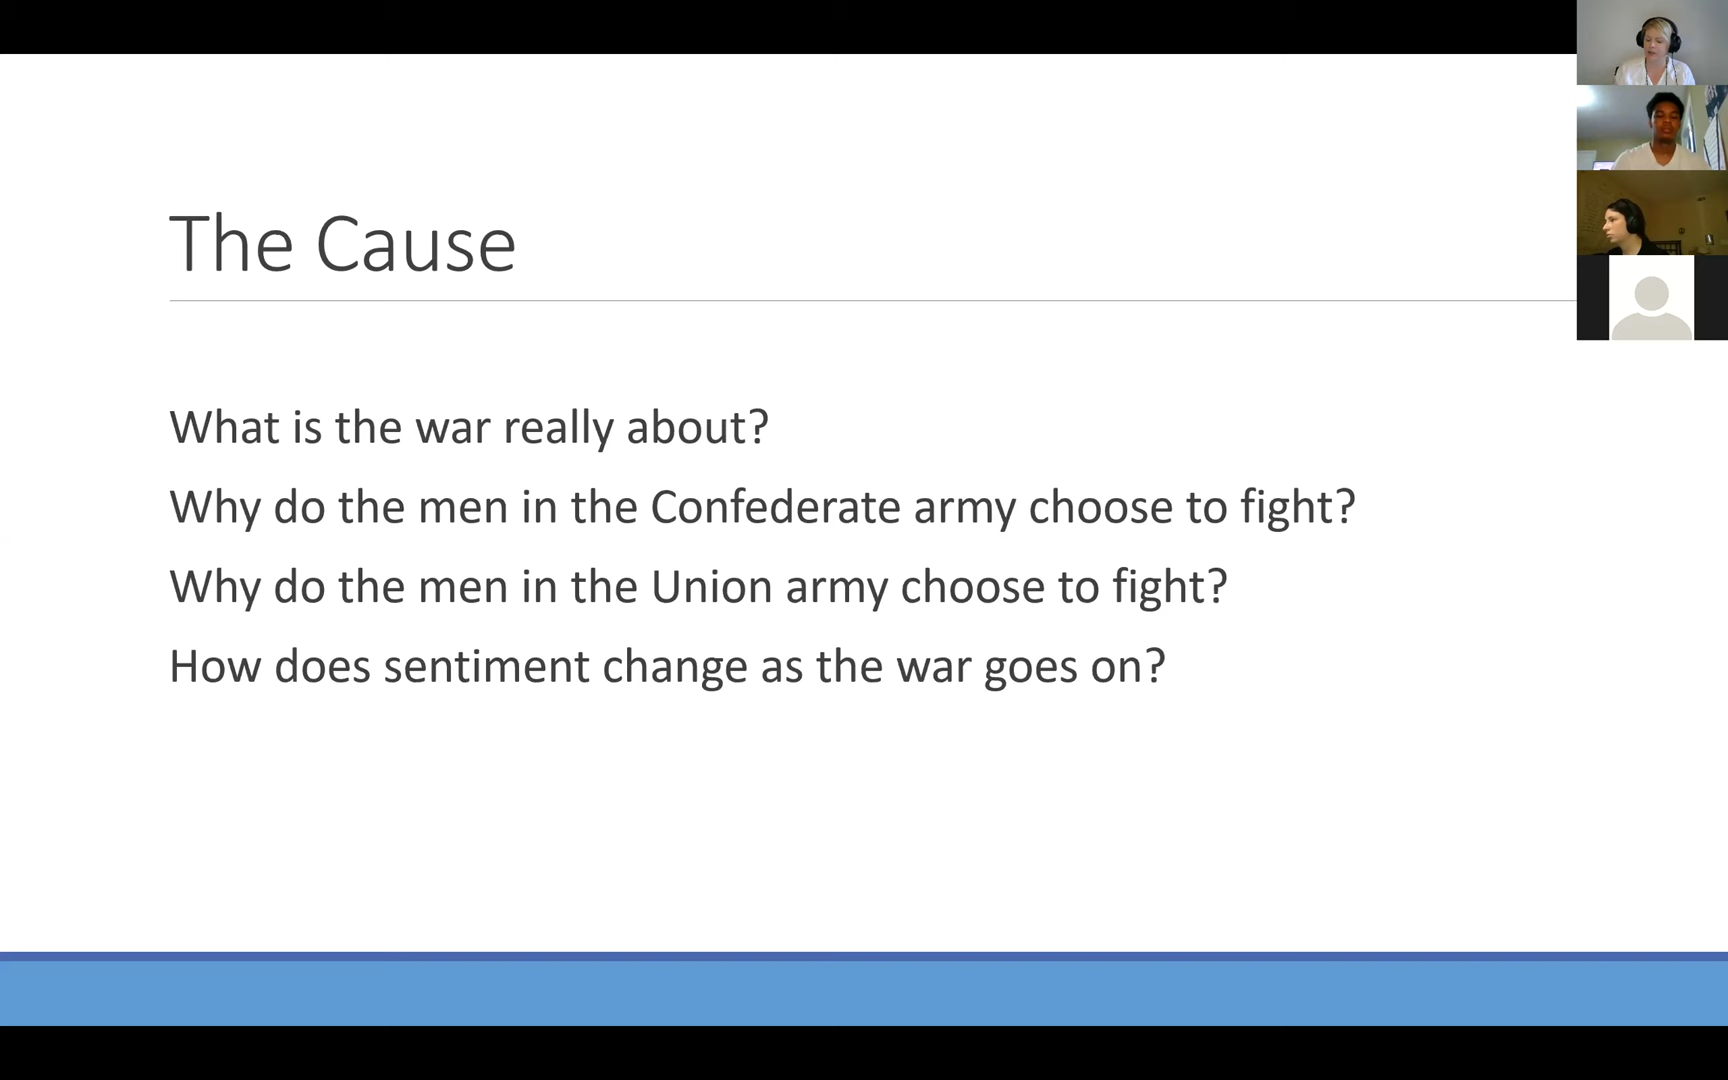 The Cause
What is the war really about?
Why do the men in the Confederate army choose to fight?
Why do the men in the Union army choose to fight?
How does sentiment change as the war goes on?